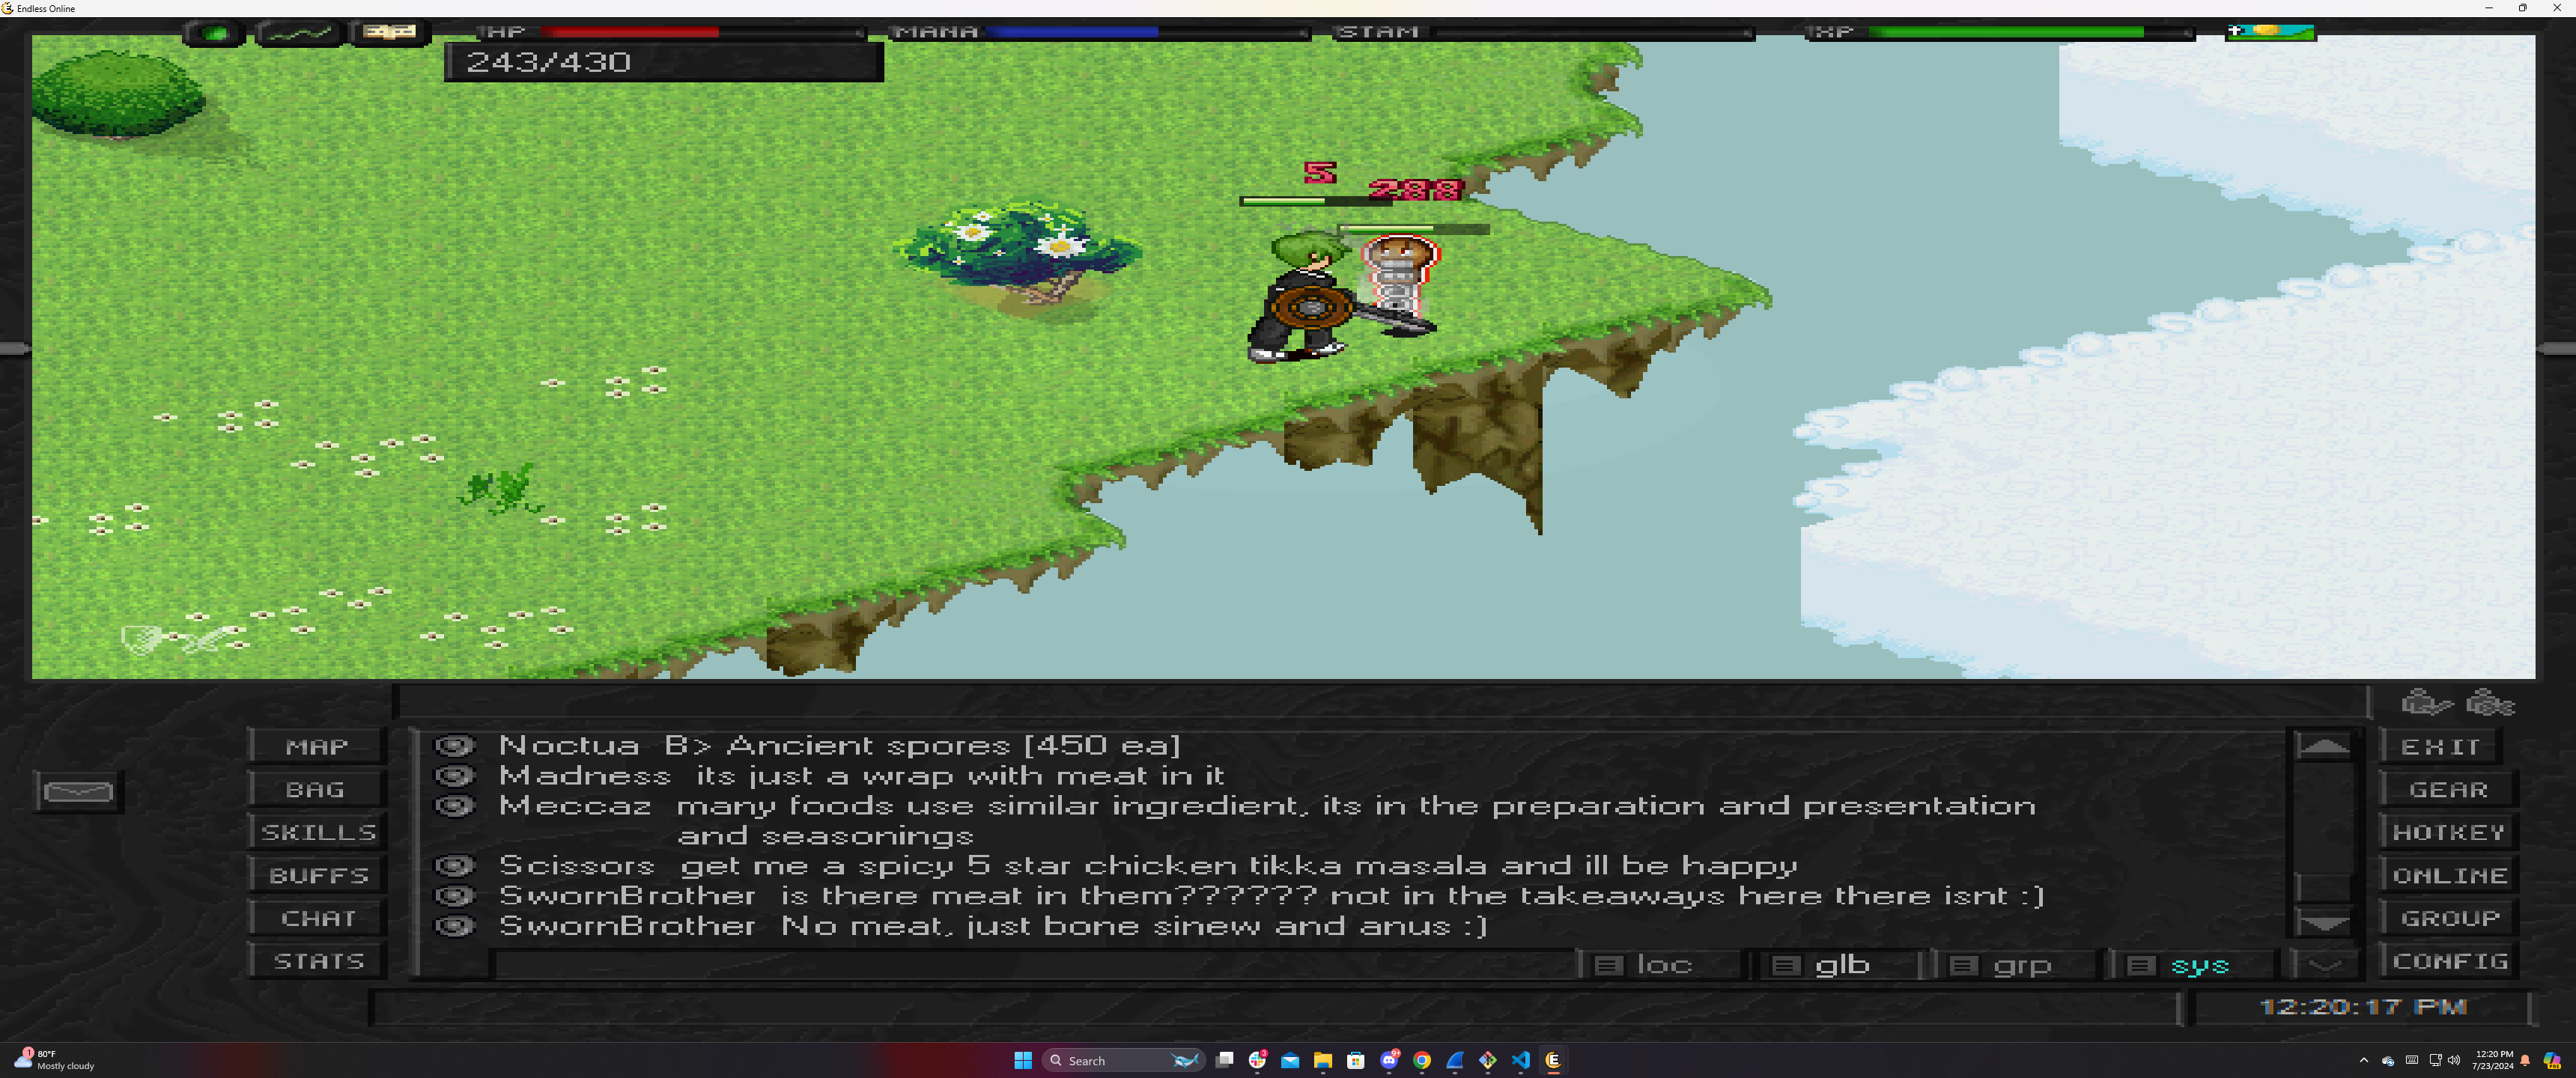 Endless Online
HP
MANA
STAM
XP
243/430
5
288
MAP
BAG
SKILLS
BUFFS
CHAT
STATS
Noctua B> Ancient spores [450 ea]
Madness its just a wrap with meat in it
Meccaz many foods use similar ingredient, its in the preparation and presentation
and seasonings
Scissors get me a spicy 5 star chicken tikka masala and ill be happy
SwornBrother is there meat in them?????? not in the takeaways here there isnt :)
SwornBrother No meat, just bone sinew and anus :)
loc
glb
grp
sys
EXIT
GEAR
HOTKEY
ONLINE
GROUP
CONFIG
12:20:17 PM
1
80°F
Mostly cloudy
Search
3
9+
12:20 PM
7/23/2024